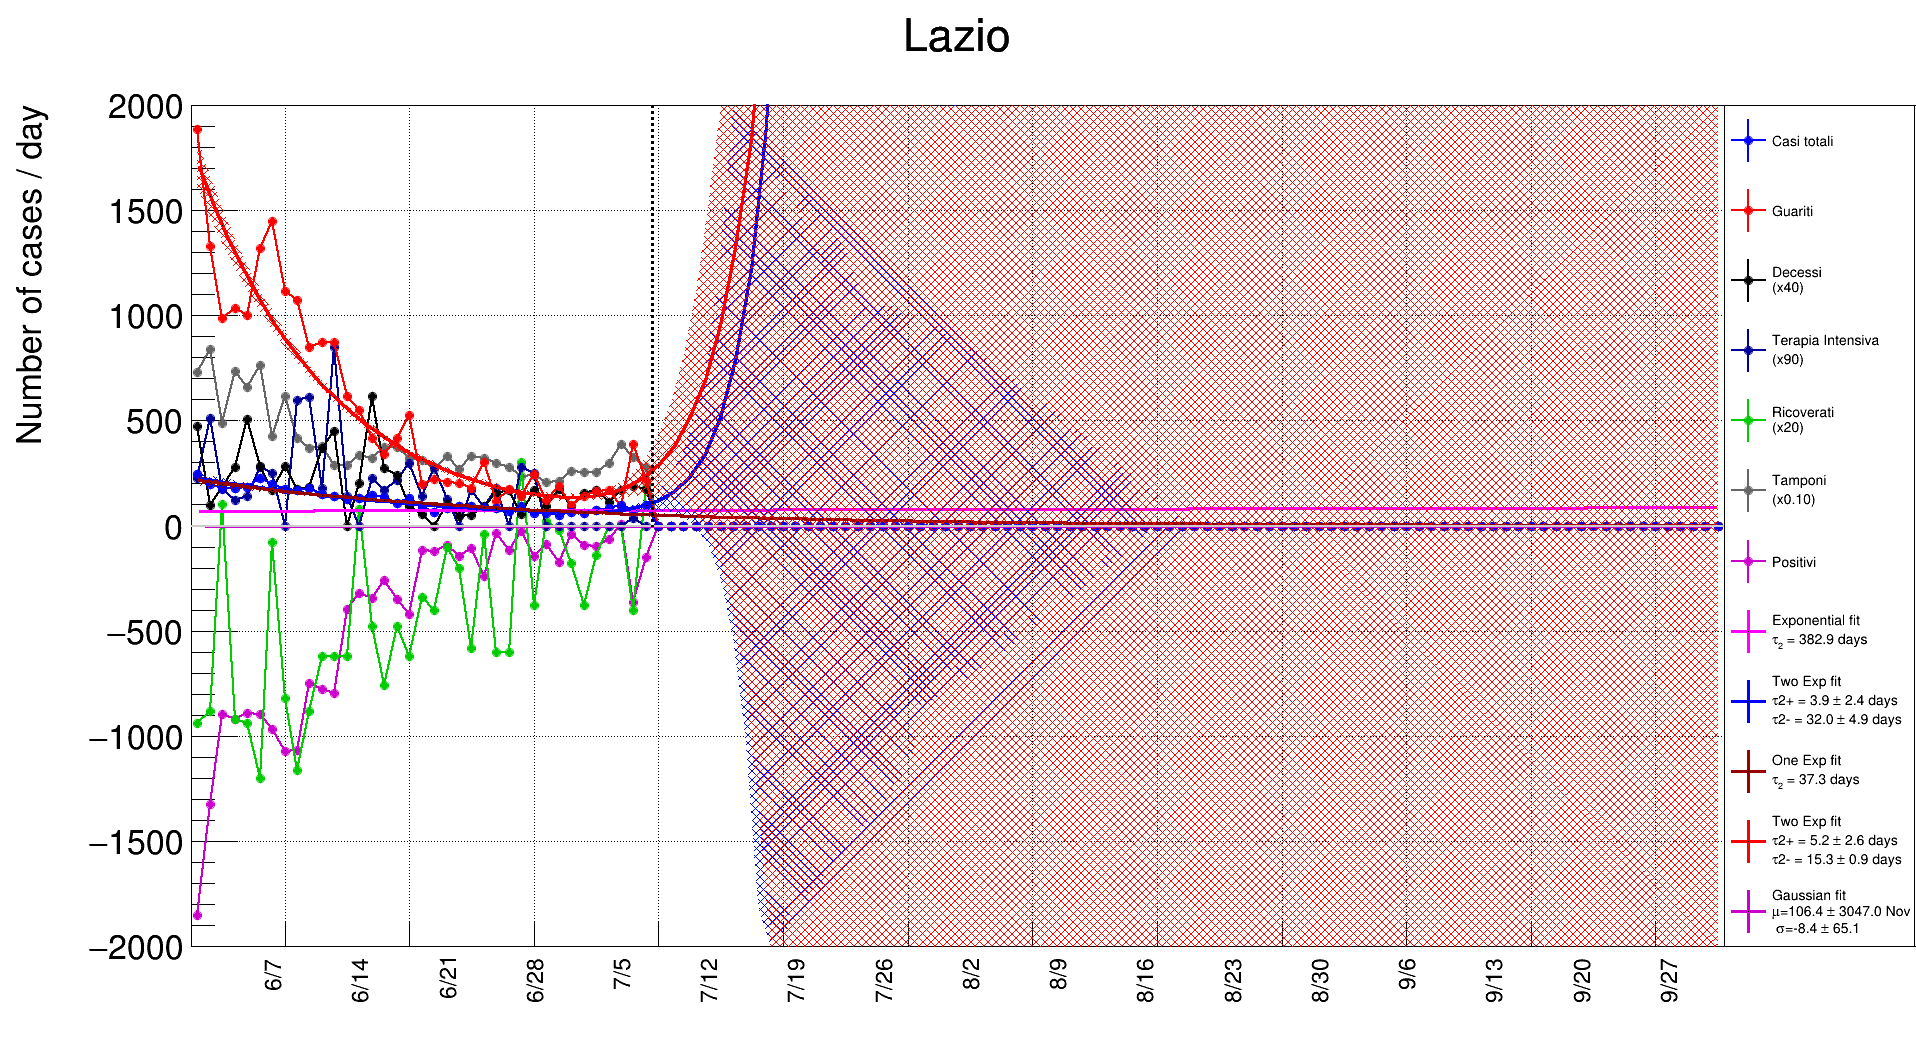 Lazio
Number of cases / day
2000
1500
1000
500
0
−500
−1000
−1500
−2000
6/7
6/14
6/21
6/28
7/5
7/12
7/19
7/26
8/2
8/9
8/16
8/23
8/30
9/6
9/13
9/20
9/27
Casi totali
Guariti
Decessi
(x40)
Terapia Intensiva
(x90)
Ricoverati
(x20)
Tamponi
(x0.10)
Positivi
Exponential fit
τ2 = 382.9 days
Two Exp fit
τ2+ = 3.9 ± 2.4 days
τ2- = 32.0 ± 4.9 days
One Exp fit
τ2 = 37.3 days
Two Exp fit
τ2+ = 5.2 ± 2.6 days
τ2- = 15.3 ± 0.9 days
Gaussian fit
μ=106.4 ± 3047.0 Nov
σ=-8.4 ± 65.1